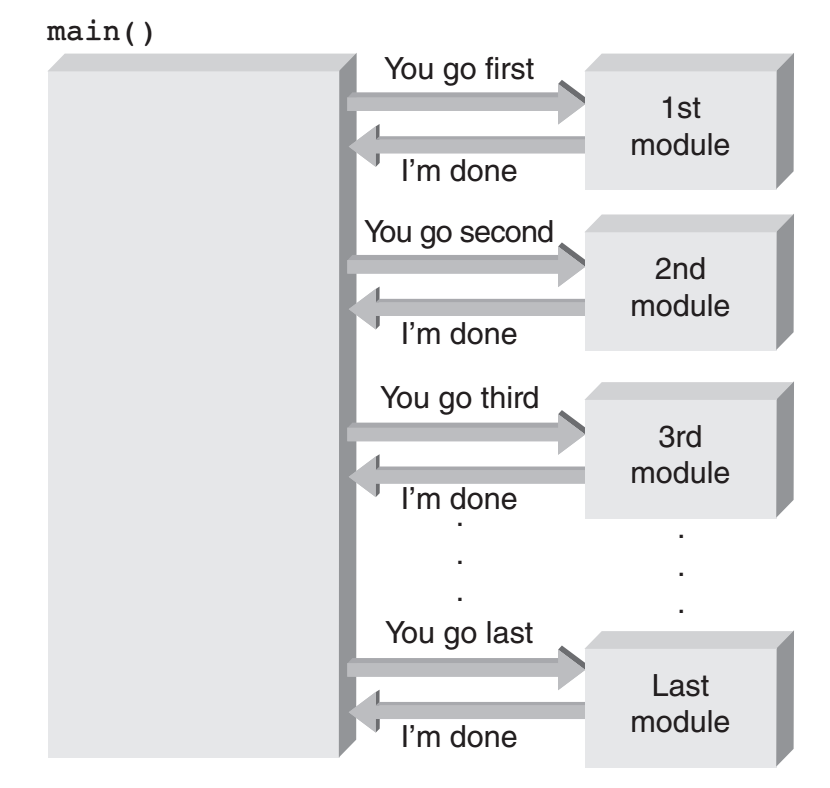 main()
You go first
1st
module
I'm done
You go second
2nd
module
I'm done
You go third
3rd
module
I'm done
.
.
.
.
.
.
You go last
Last
module
I'm done